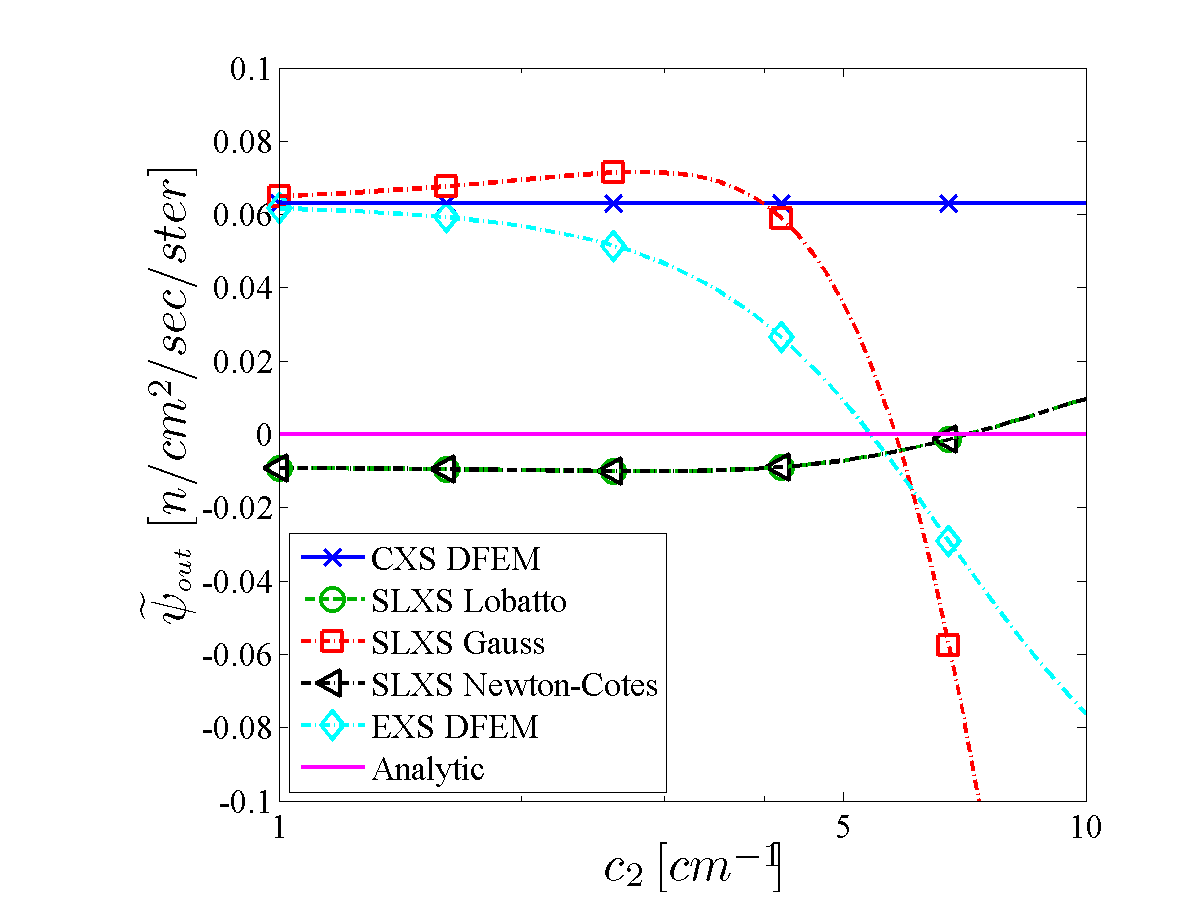 0.1
0.08
0.06
0.04
0.02
0
-0.02
-0.04
-0.06
-0.08
-0.1
ψ̃out [n/cm²/sec/ster]
CXS DFEM
SLXS Lobatto
SLXS Gauss
SLXS Newton-Cotes
EXS DFEM
Analytic
1 5 10
c₂ [cm⁻¹]